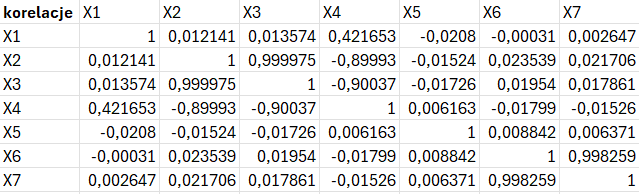 korelacje X1 X2 X3 X4 X5 X6 X7
X1 1 0,012141 0,013574 0,421653 -0,0208 -0,00031 0,002647
X2 0,012141 1 0,999975 -0,89993 -0,01524 0,023539 0,021706
X3 0,013574 0,999975 1 -0,90037 -0,01726 0,01954 0,017861
X4 0,421653 -0,89993 -0,90037 1 0,006163 -0,01799 -0,01526
X5 -0,0208 -0,01524 -0,01726 0,006163 1 0,008842 0,006371
X6 -0,00031 0,023539 0,01954 -0,01799 0,008842 1 0,998259
X7 0,002647 0,021706 0,017861 -0,01526 0,006371 0,998259 1